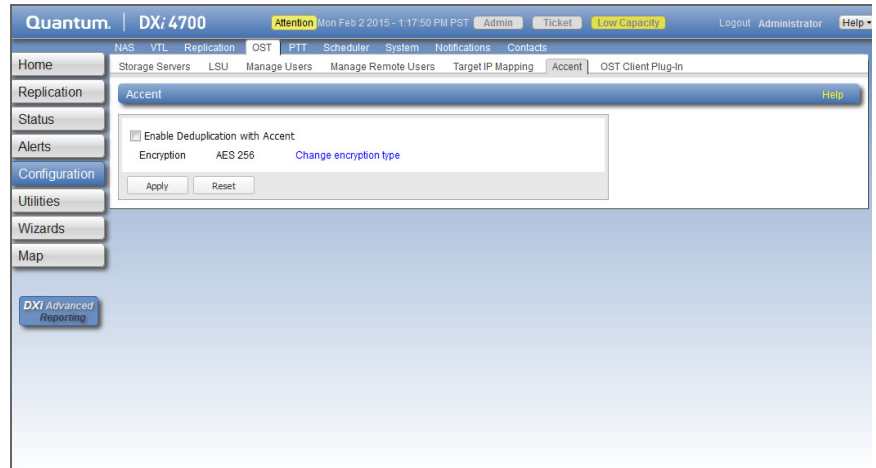 Quantum. | DXi 4700 Attention Mon Feb 2 2015 - 1:17:50 PM PST Admin Ticket Low Capacity Logout Administrator Help
NAS VTL Replication OST PTT Scheduler System Notifications Contacts
Storage Servers LSU Manage Users Manage Remote Users Target IP Mapping Accent OST Client Plug-In
Home
Replication
Status
Alerts
Configuration
Utilities
Wizards
Map
DXi Advanced
Reporting
Accent Help
Enable Deduplication with Accent
Encryption AES 256 Change encryption type
Apply Reset